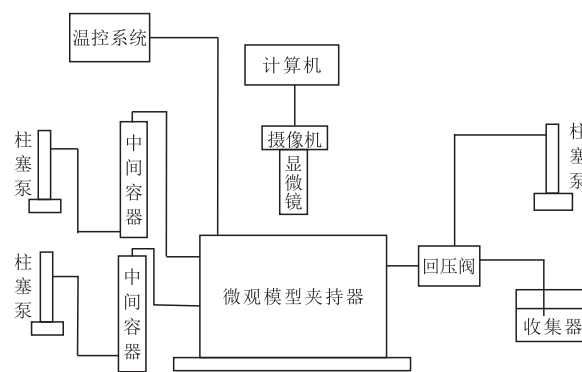 温控系统
计算机
摄像机
显微镜
柱塞泵
中间容器
柱塞泵
柱塞泵
中间容器
微观模型夹持器
回压阀
收集器